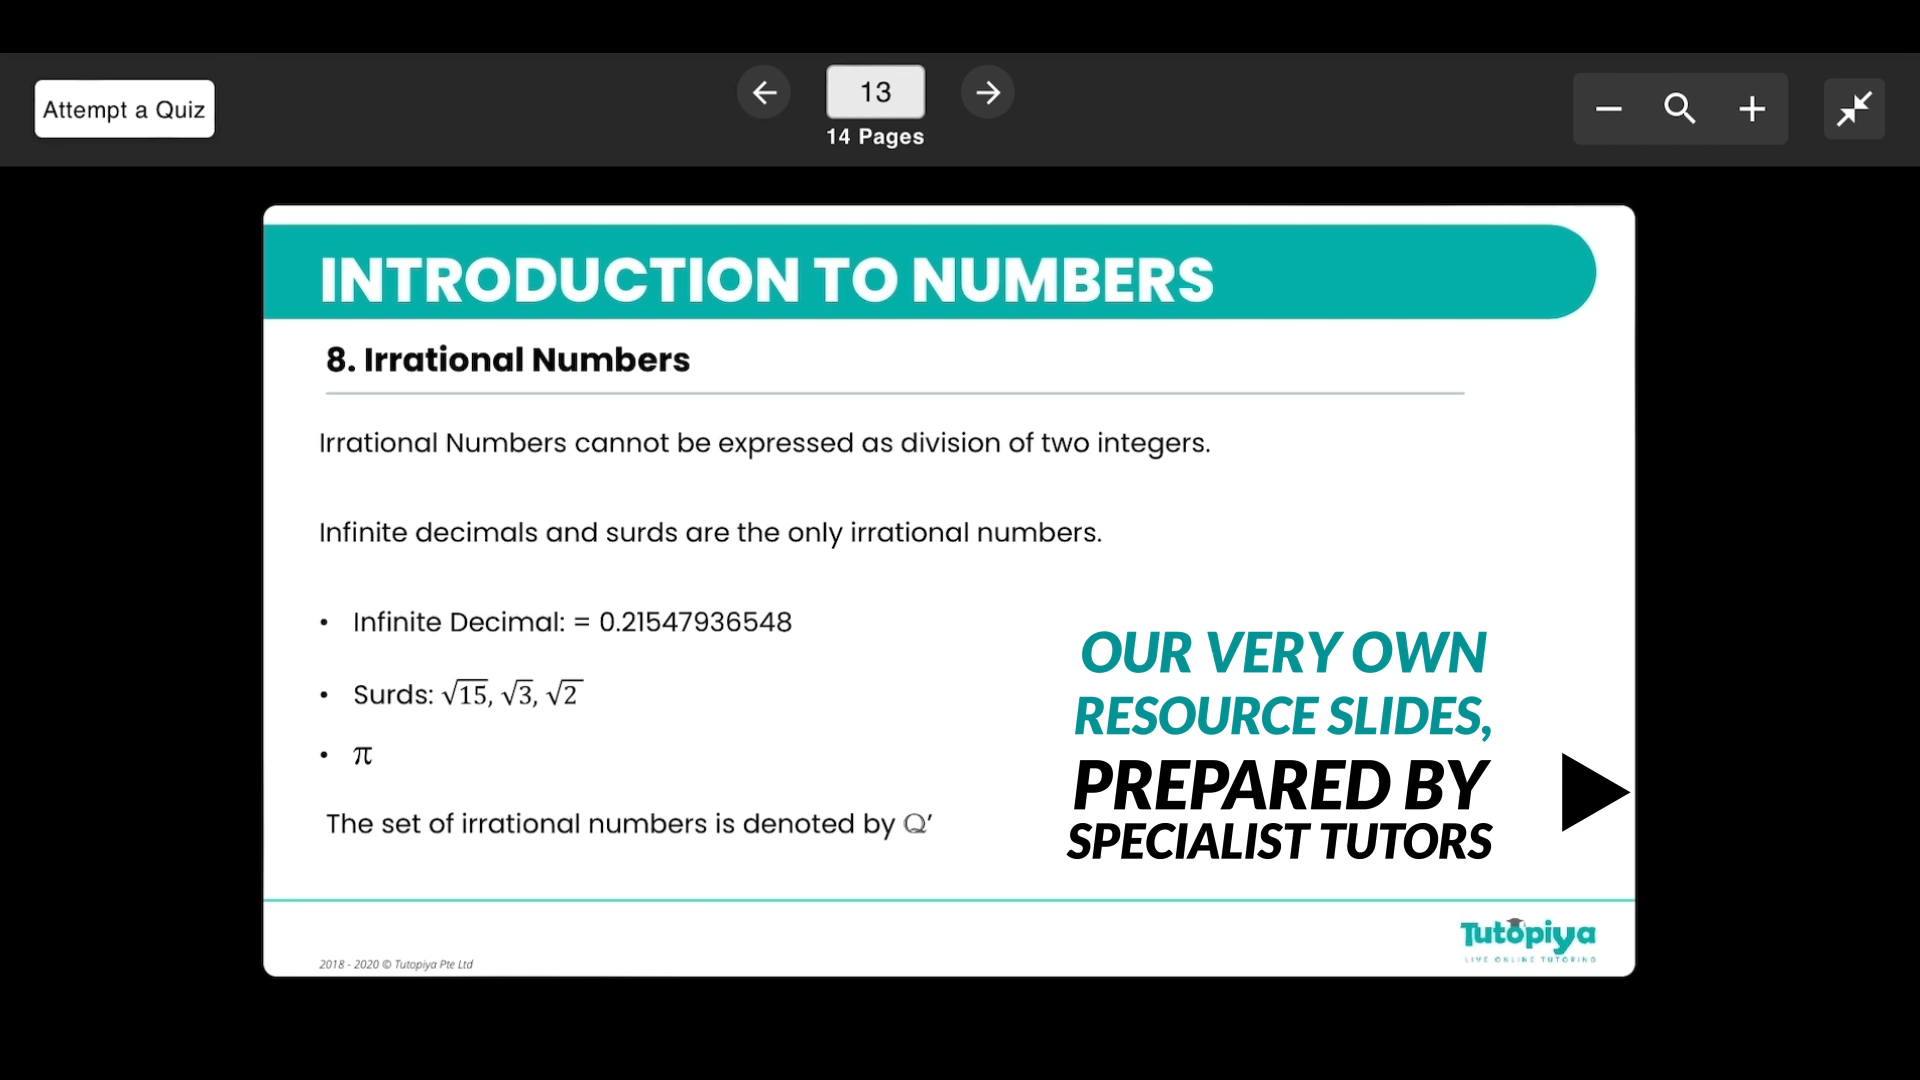 Attempt a Quiz
13
14 Pages
INTRODUCTION TO NUMBERS
8. Irrational Numbers
Irrational Numbers cannot be expressed as division of two integers.
Infinite decimals and surds are the only irrational numbers.
• Infinite Decimal: = 0.21547936548
• Surds: √15, √3, √2
• π
The set of irrational numbers is denoted by ℚ’
OUR VERY OWN
RESOURCE SLIDES,
PREPARED BY
SPECIALIST TUTORS
Tutopiya
LIVE ONLINE TUTORING
2018 - 2020 © Tutopiya Pte Ltd